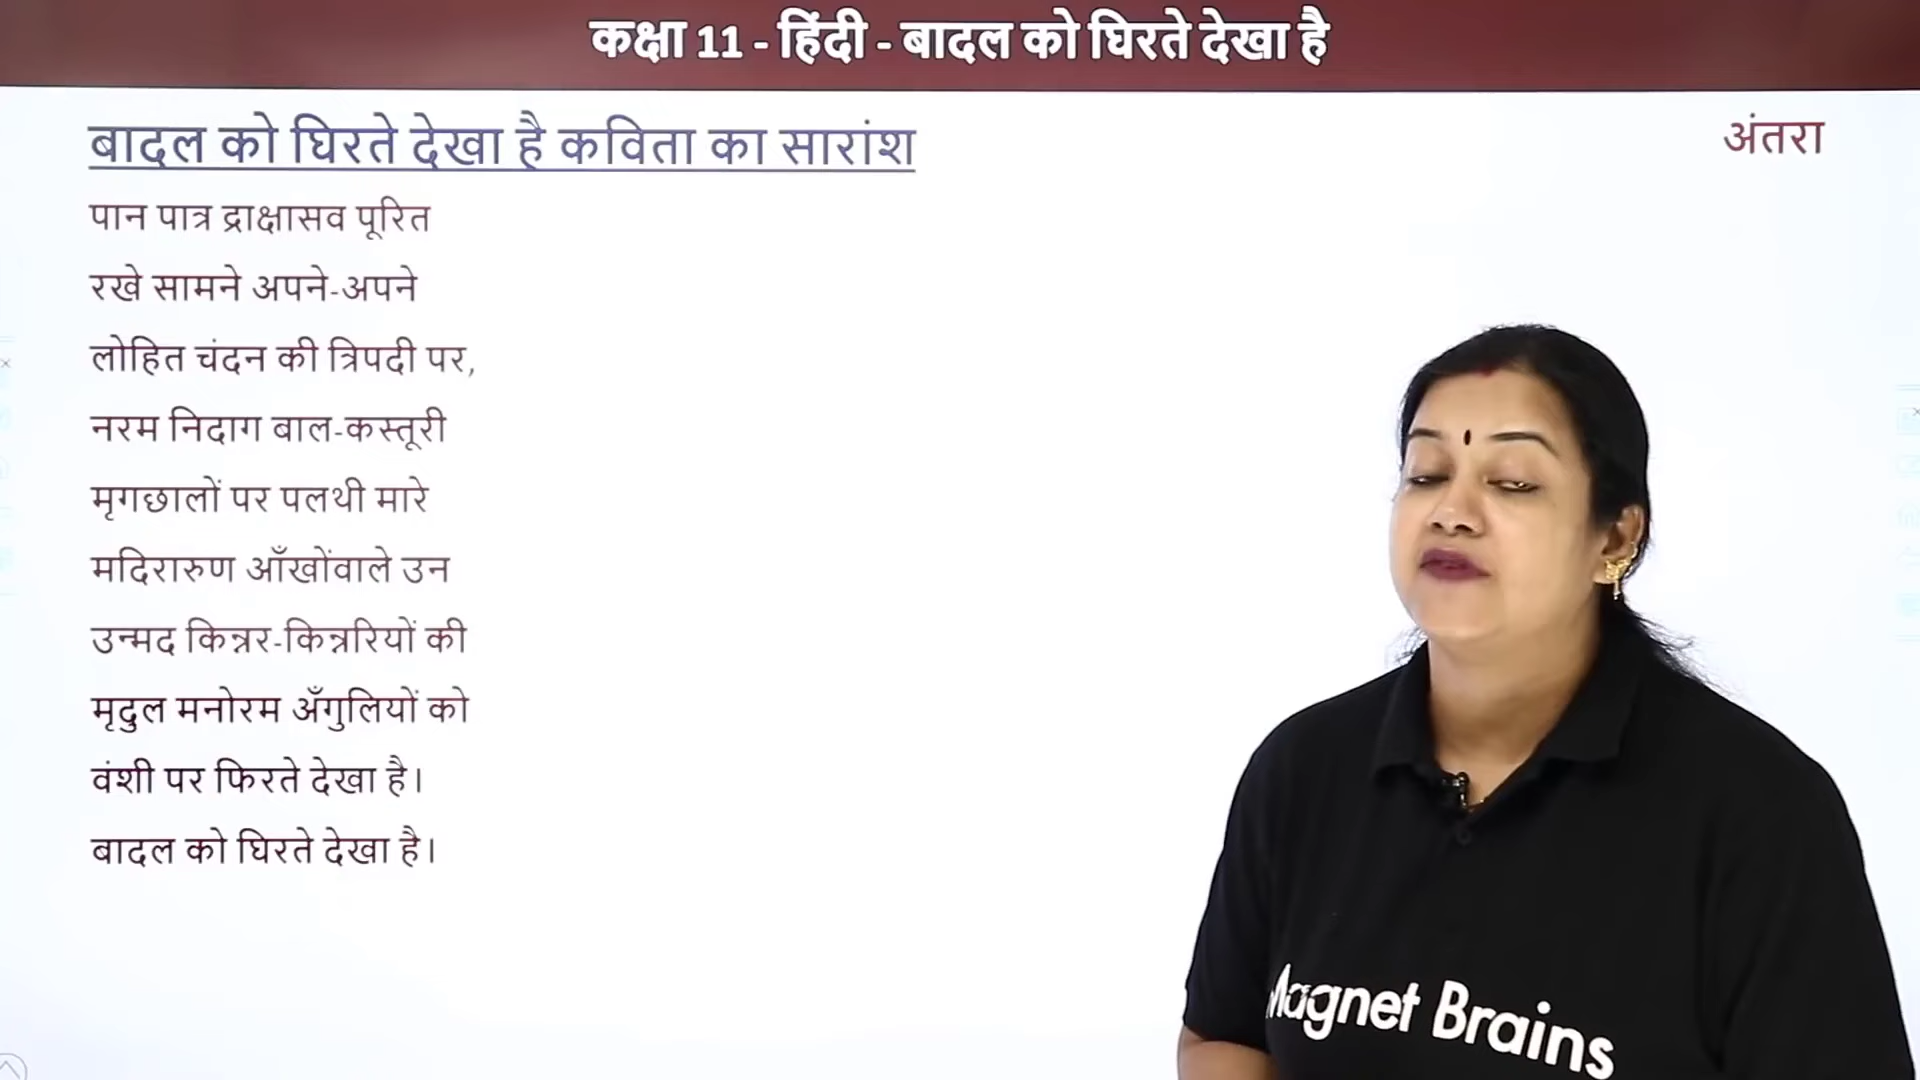 कक्षा 11 - हिंदी - बादल को घिरते देखा है
बादल को घिरते देखा है कविता का सारांश
अंतरा
पान पात्र द्राक्षासव पूरित
रखे सामने अपने-अपने
लोहित चंदन की त्रिपदी पर,
नरम निदाग बाल-कस्तूरी
मृगछालों पर पलथी मारे
मदिरारुण आँखोंवाले उन
उन्मद किन्नर-किन्नरियों की
मृदुल मनोरम अँगुलियों को
वंशी पर फिरते देखा है।
बादल को घिरते देखा है।
Magnet Brains